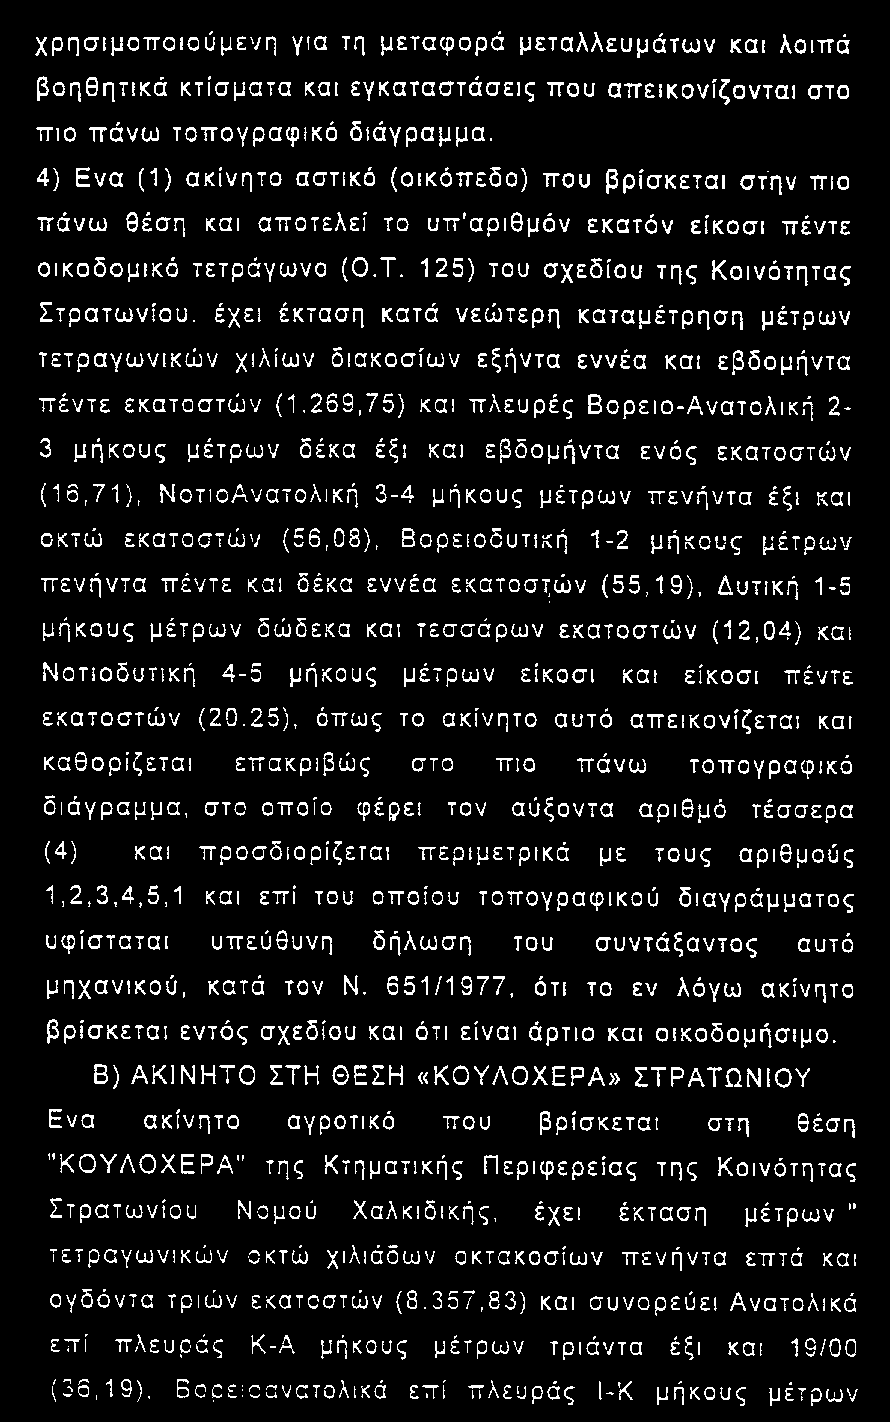 χρησιμοποιούμενη για τη μεταφορά μεταλλευμάτων και λοιπά
βοηθητικά κτίσματα και εγκαταστάσεις που απεικονίζονται στο
πιο πάνω τοπογραφικό διάγραμμα.
4) Ενα (1) ακίνητο αστικό (οικόπεδο) που βρίσκεται στην πιο
πάνω θέση και αποτελεί το υπ'αριθμόν εκατόν είκοσι πέντε
οικοδομικό τετράγωνο (Ο.Τ. 125) του σχεδίου της Κοινότητας
Στρατωνίου. έχει έκταση κατά νεώτερη καταμέτρηση μέτρων
τετραγωνικών χιλίων διακοσίων εξήντα εννέα και εβδομήντα
πέντε εκατοστών (1.269,75) και πλευρές Βορειο-Ανατολική 2-
3 μήκους μέτρων δέκα έξι και εβδομήντα ενός εκατοστών
(16,71), ΝοτιοΑνατολική 3-4 μήκους μέτρων πενήντα έξι και
οκτώ εκατοστών (56,08), Βορειοδυτική 1-2 μήκους μέτρων
πενήντα πέντε και δέκα εννέα εκατοστών (55,19), Δυτική 1-5
μήκους μέτρων δώδεκα και τεσσάρων εκατοστών (12,04) και
Νοτιοδυτική 4-5 μήκους μέτρων είκοσι και είκοσι πέντε
εκατοστών (20.25), όπως το ακίνητο αυτό απεικονίζεται και
καθορίζεται επακριβώς στο πιο πάνω τοπογραφικό
διάγραμμα, στο οποίο φέρει τον αύξοντα αριθμό τέσσερα
(4) και προσδιορίζεται περιμετρικά με τους αριθμούς
1,2,3,4,5,1 και επί του οποίου τοπογραφικού διαγράμματος
υφίσταται υπεύθυνη δήλωση του συντάξαντος αυτό
μηχανικού, κατά τον Ν. 651/1977, ότι το εν λόγω ακίνητο
βρίσκεται εντός σχεδίου και ότι είναι άρτιο και οικοδομήσιμο.
Β) ΑΚΙΝΗΤΟ ΣΤΗ ΘΕΣΗ «ΚΟΥΛΟΧΕΡΑ» ΣΤΡΑΤΩΝΙΟΥ
Ενα ακίνητο αγροτικό που βρίσκεται στη θέση
"ΚΟΥΛΟΧΕΡΑ" της Κτηματικής Περιφερείας της Κοινότητας
Στρατωνίου Νομού Χαλκιδικής, έχει έκταση μέτρων "
τετραγωνικών οκτώ χιλιάδων οκτακοσίων πενήντα επτά και
ογδόντα τριών εκατοστών (8.357,83) και συνορεύει Ανατολικά
επί πλευράς Κ-Α μήκους μέτρων τριάντα έξι και 19/00
(36,19), Βορειοανατολικά επί πλευράς Ι-Κ μήκους μέτρων